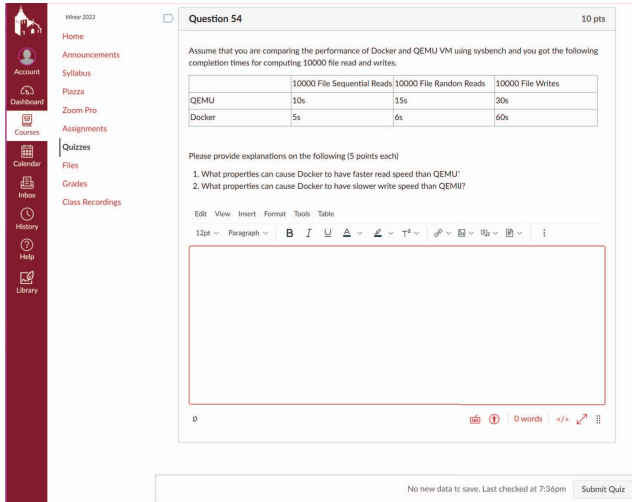 Winter 2023
Home
Announcements
Syllabus
Piazza
Zoom Pro
Assignments
Quizzes
Files
Grades
Class Recordings
Account
Dashboard
Courses
Calendar
Inbox
History
Help
Library
Question 54 10 pts
Assume that you are comparing the performance of Docker and QEMU VM using sysbench and you got the following
completion times for computing 10000 file read and writes.
10000 File Sequential Reads 10000 File Random Reads 10000 File Writes
QEMU 10s 15s 30s
Docker 5s 6s 60s
Please provide explanations on the following (5 points each)
1. What properties can cause Docker to have faster read speed than QEMU?
2. What properties can cause Docker to have slower write speed than QEMU?
Edit View Insert Format Tools Table
12pt Paragraph B I U A T²
p 0 words </>
No new data to save. Last checked at 7:36pm Submit Quiz